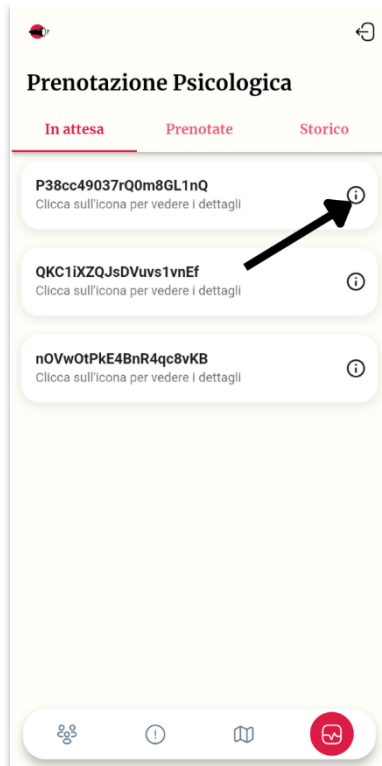 Prenotazione Psicologica
In attesa Prenotate Storico
P38cc49037rQ0m8GL1nQ
Clicca sull'icona per vedere i dettagli
QKC1iXZQJsDVuvs1vnEf
Clicca sull'icona per vedere i dettagli
nOVwOtPkE4BnR4qc8vKB
Clicca sull'icona per vedere i dettagli